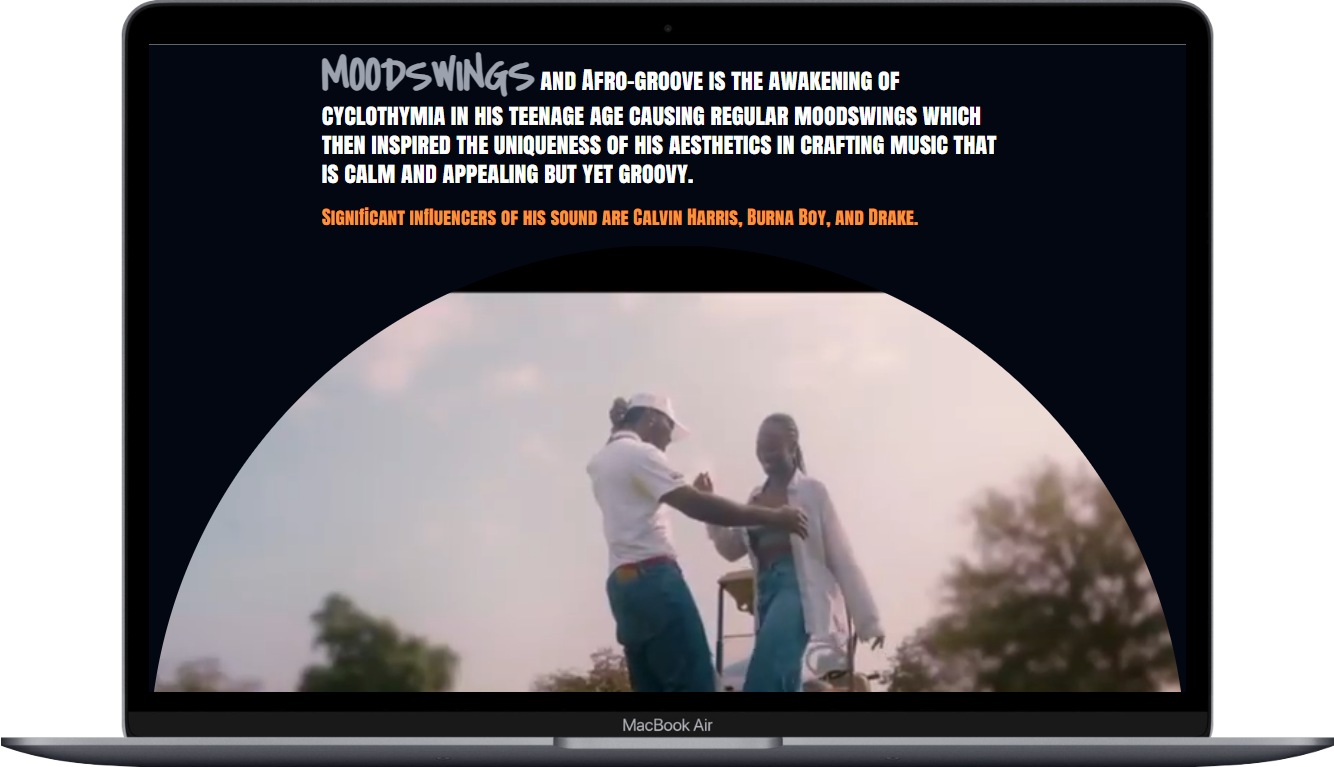 MOODSWINGS and Afro-groove is the awakening of
cyclothymia in his teenage age causing regular moodswings which
then inspired the uniqueness of his aesthetics in crafting music that
is calm and appealing but yet groovy.
Significant influencers of his sound are Calvin Harris, Burna Boy, and Drake.
MacBook Air